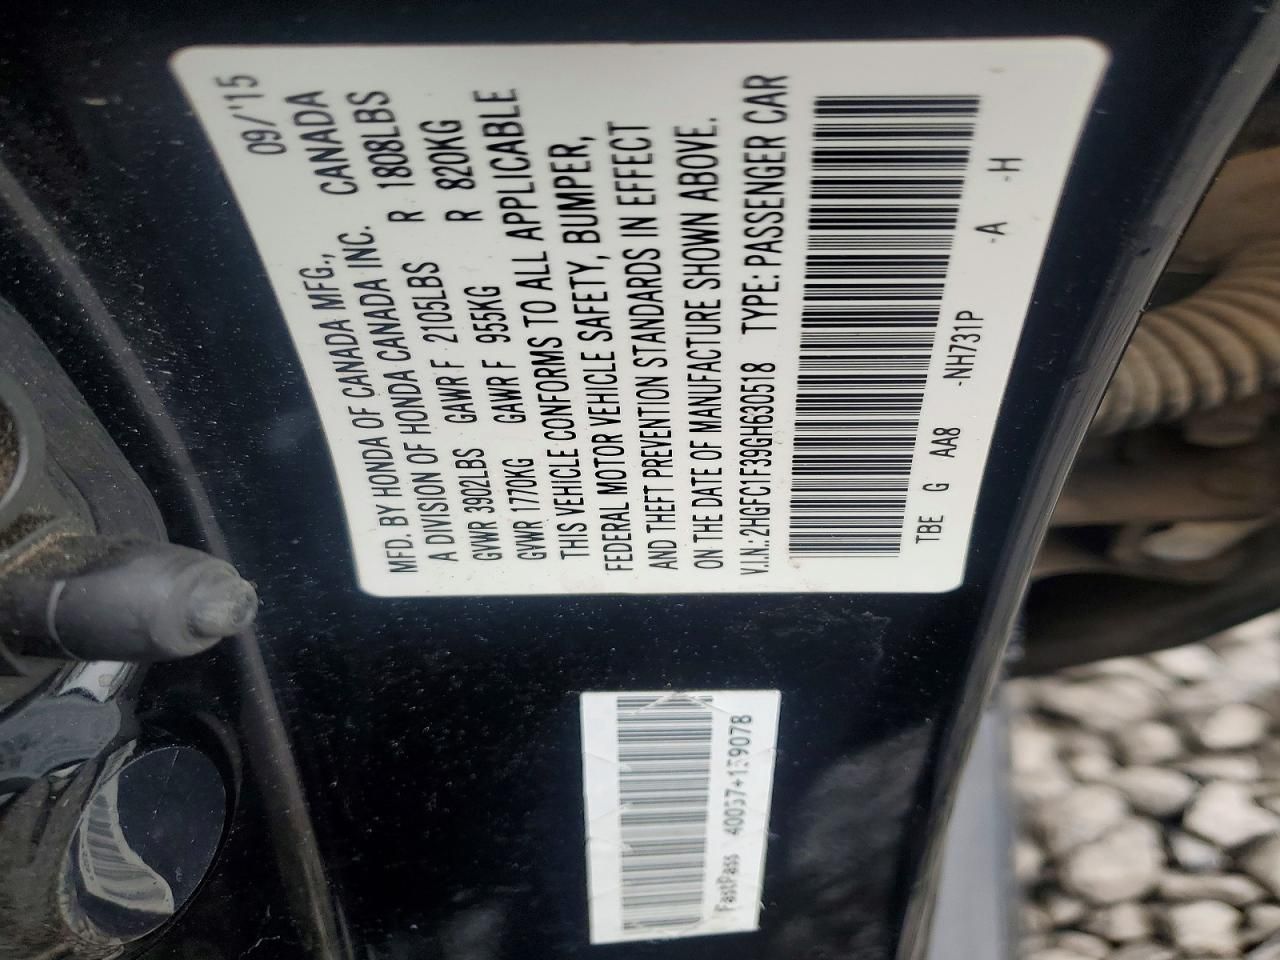 09/'15
MFD. BY HONDA OF CANADA MFG., CANADA
A DIVISION OF HONDA CANADA INC.
GVWR 3902LBS GAWR F 2105LBS R 1808LBS
GVWR 1770KG GAWR F 955KG R 820KG
THIS VEHICLE CONFORMS TO ALL APPLICABLE
FEDERAL MOTOR VEHICLE SAFETY, BUMPER,
AND THEFT PREVENTION STANDARDS IN EFFECT
ON THE DATE OF MANUFACTURE SHOWN ABOVE.
V.I.N.: 2HGFC1F39GH630518 TYPE: PASSENGER CAR
TBE G AA8 -NH731P -A -H
FastPass